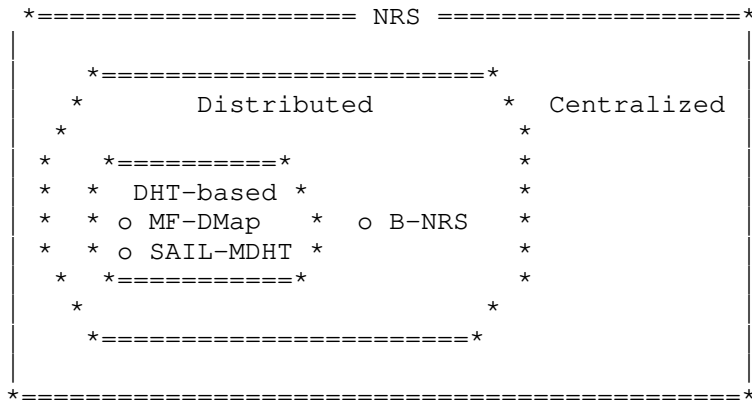 NRS
Distributed Centralized
DHT-based
o MF-DMap o B-NRS
o SAIL-MDHT